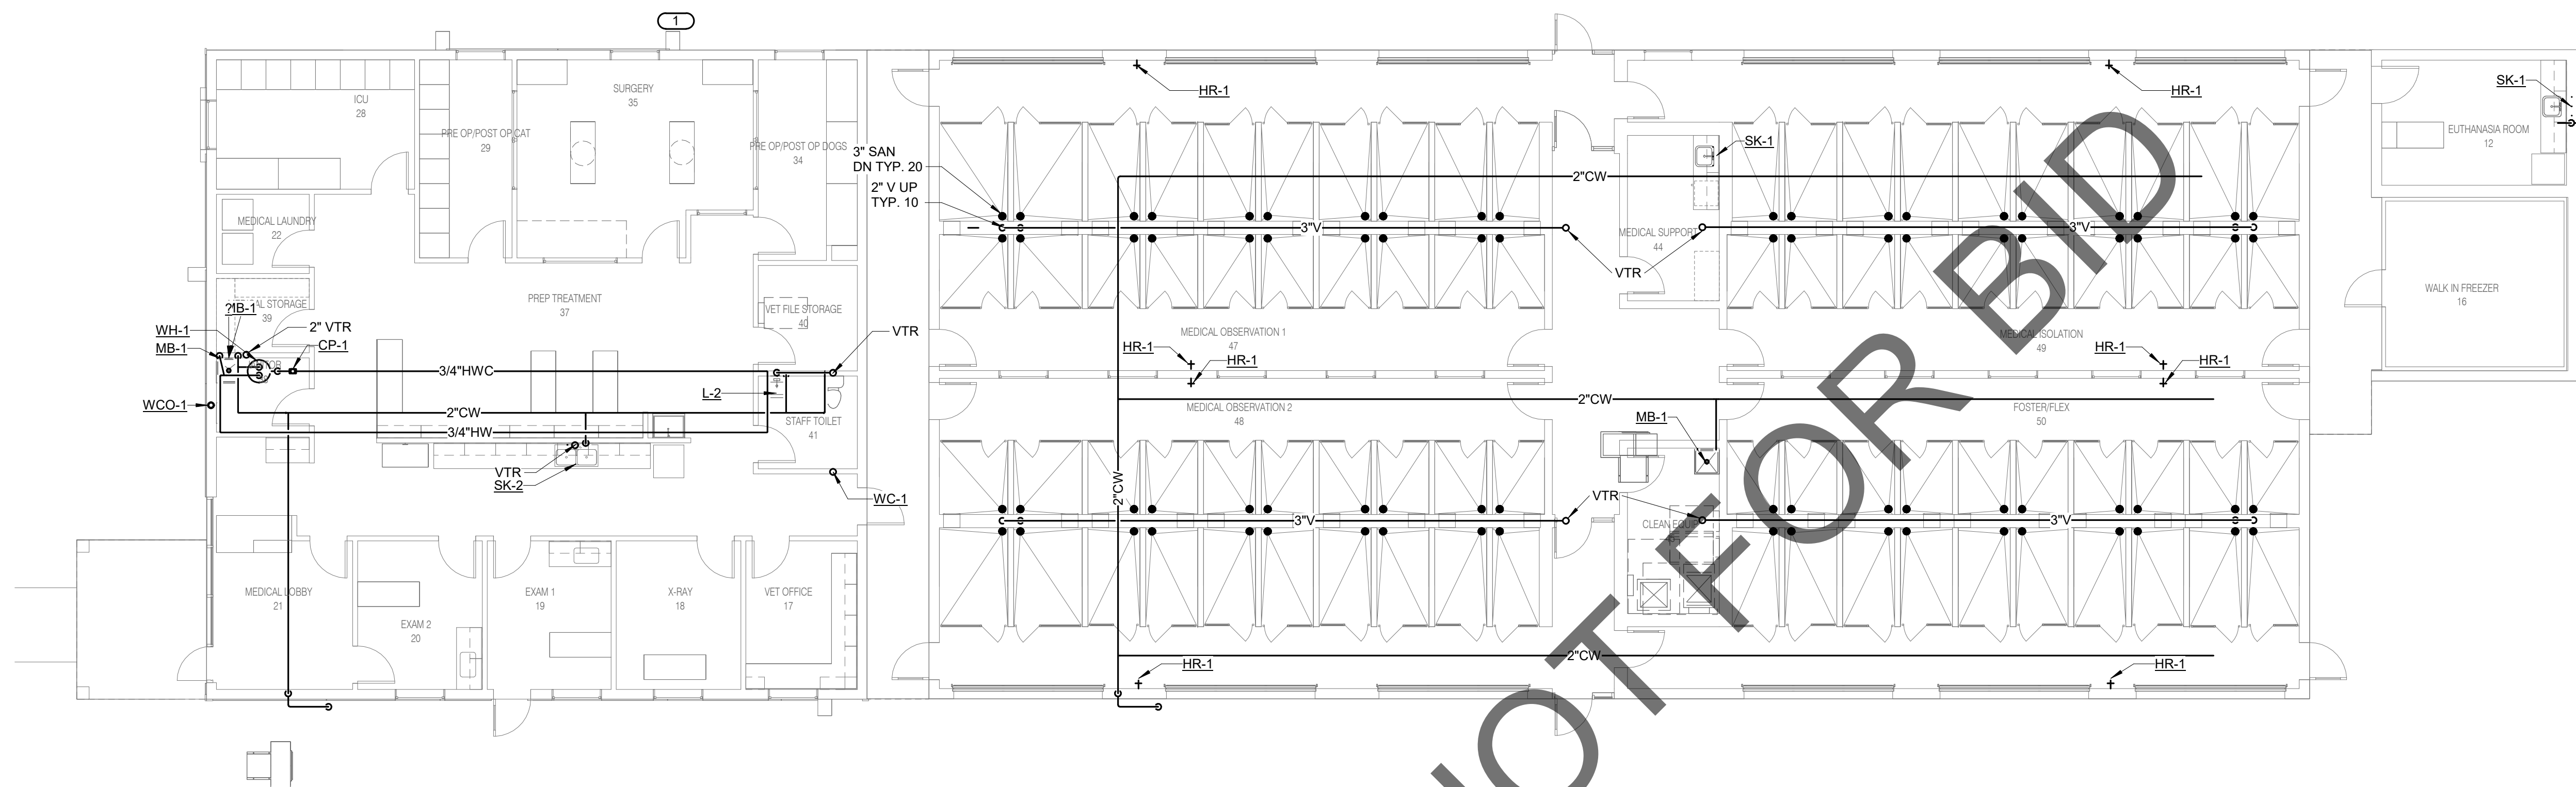 1
SURGERY
35
ICU
28
PRE OP/POST OP CAT
29
PRE OP/POST OP DOGS
34
HR-1
HR-1
SK-1
EUTHANASIA ROOM
12
3" SAN
DN TYP. 20
2" V UP
TYP. 10
SK-1
2"CW
MEDICAL LAUNDRY
22
3"V
MEDICAL SUPPORT
44
3"V
VTR
PREP TREATMENT
37
AL STORAGE
39
?
IB-1
VET FILE STORAGE
40
WALK IN FREEZER
16
WH-1
2" VTR
VTR
MB-1
CP-1
MEDICAL OBSERVATION 1
47
MEDICAL ISOLATION
49
HR-1
HR-1
HR-1
HR-1
3/4"HWC
L-2
2"CW
WCO-1
2"CW
MEDICAL OBSERVATION 2
48
FOSTER/FLEX
50
STAFF TOILET
41
MB-1
3/4"HW
VTR
SK-2
WC-1
2"CW
VTR
3"V
3"V
CLEAN EQUIP
MEDICAL LOBBY
21
EXAM 2
20
EXAM 1
19
X-RAY
18
VET OFFICE
17
2"CW
HR-1
HR-1
NOT FOR BID